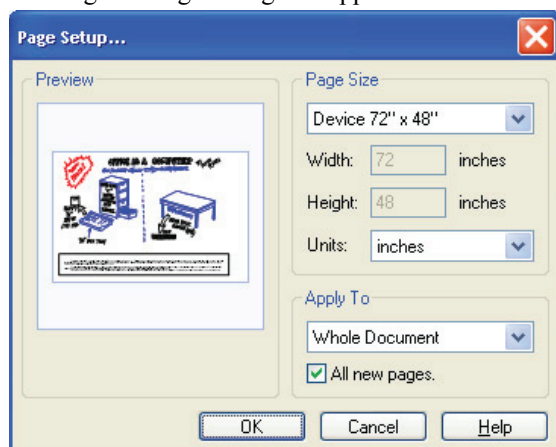 Page Setup...
Preview
Page Size
Device 72" x 48"
Width: 72 inches
Height: 48 inches
Units: inches
Apply To
Whole Document
All new pages.
OK Cancel Help